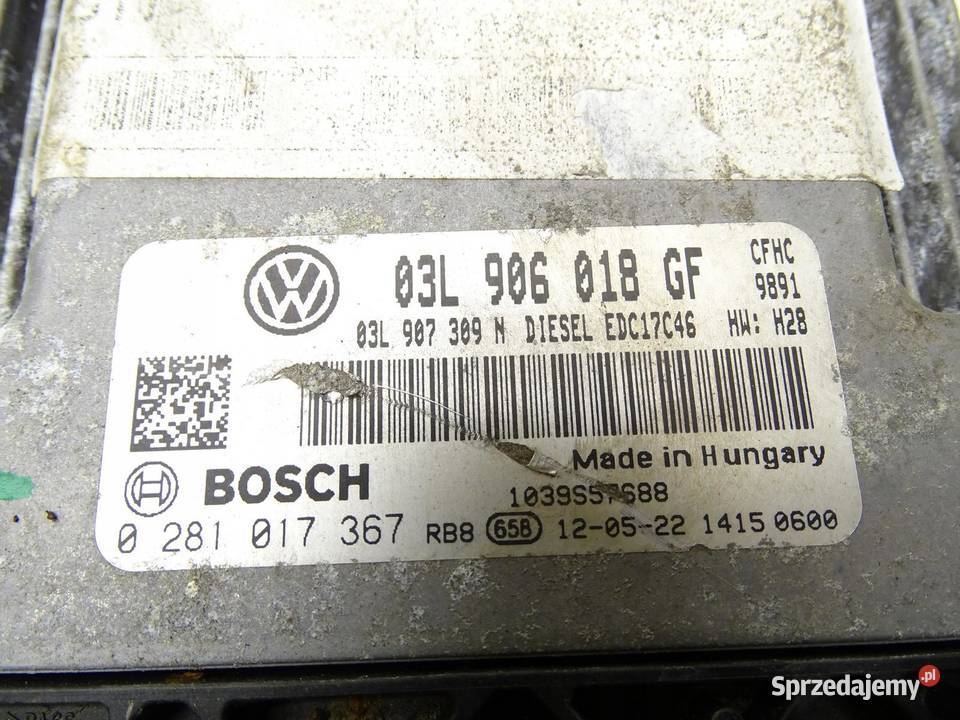 03L 906 018 GF
CFHC
9891
03L 907 309 N DIESEL EDC17C46 HW: H28
Made in Hungary
BOSCH
1039S57688
0 281 017 367 RB8 658 12-05-22 1415 0600
Sprzedajemy.pl